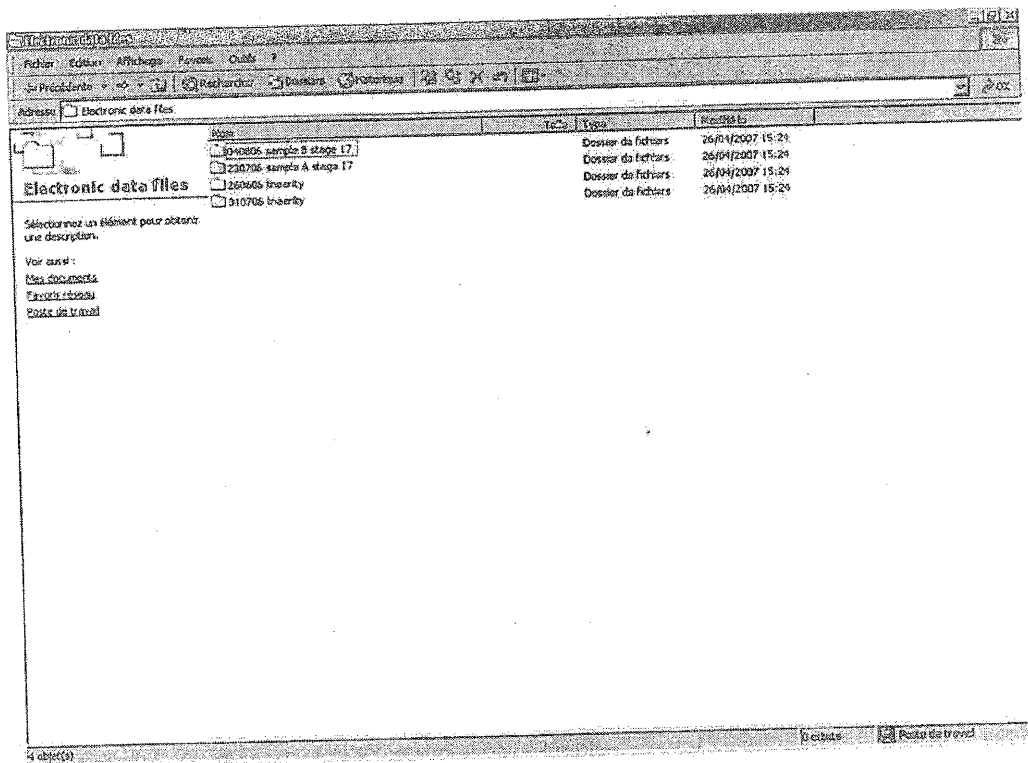 Electronic data files
Fichier Edition Affichage Favoris Outils ?
Précédente Rechercher Dossiers Historique
Adresse Electronic data files OK
Nom Taille Type Modifié le
040806 sample B stage 17 Dossier de fichiers 26/04/2007 15:24
230706 sample A stage 17 Dossier de fichiers 26/04/2007 15:24
260606 linearity Dossier de fichiers 26/04/2007 15:24
310706 linearity Dossier de fichiers 26/04/2007 15:24
Electronic data files
Sélectionnez un élément pour obtenir
une description.
Voir aussi :
Mes documents
Favoris réseau
Poste de travail
4 objet(s) 0 octets Poste de travail